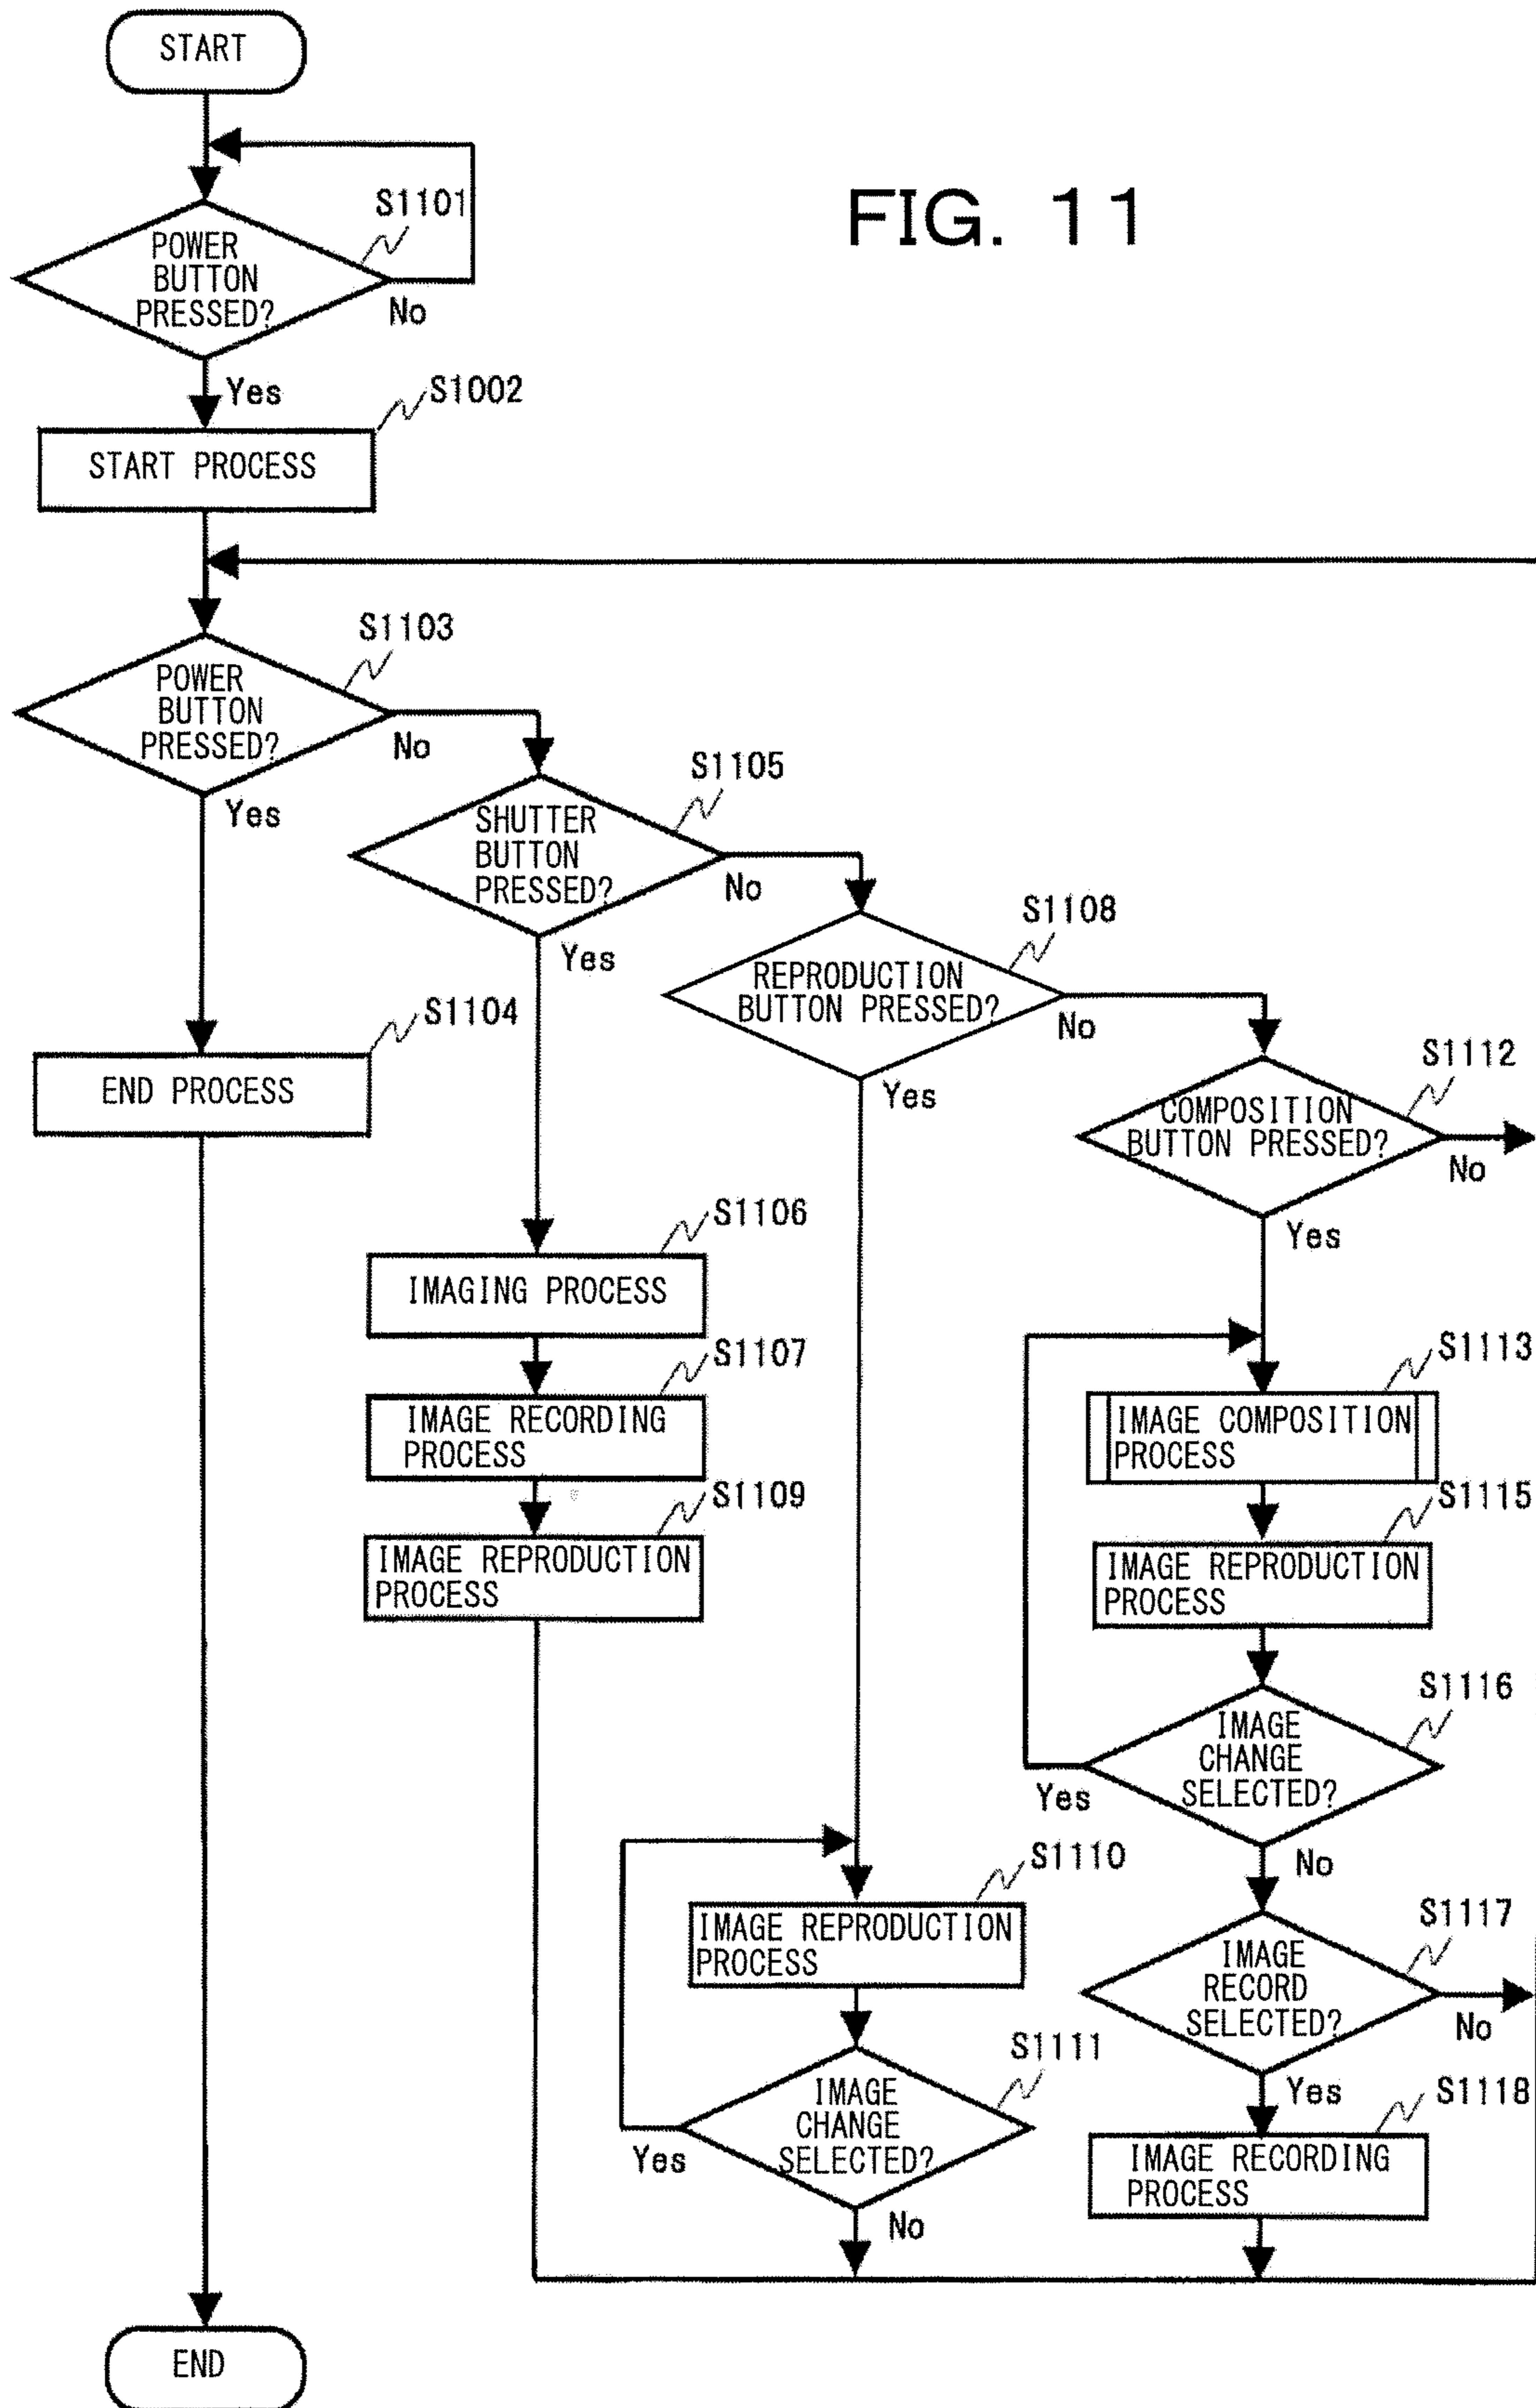 START
FIG. 11
S1101
POWER
BUTTON
PRESSED?
No
Yes
S1002
START PROCESS
S1103
POWER
BUTTON
PRESSED?
No
Yes
S1105
SHUTTER
BUTTON
PRESSED?
No
Yes
S1108
REPRODUCTION
BUTTON PRESSED?
No
Yes
S1104
END PROCESS
S1112
COMPOSITION
BUTTON PRESSED?
No
Yes
S1106
IMAGING PROCESS
S1107
IMAGE RECORDING
PROCESS
S1109
IMAGE REPRODUCTION
PROCESS
S1113
IMAGE COMPOSITION
PROCESS
S1115
IMAGE REPRODUCTION
PROCESS
S1116
IMAGE
CHANGE
SELECTED?
Yes
No
S1110
IMAGE REPRODUCTION
PROCESS
S1111
IMAGE
CHANGE
SELECTED?
Yes
No
S1117
IMAGE
RECORD
SELECTED?
No
Yes
S1118
IMAGE RECORDING
PROCESS
END